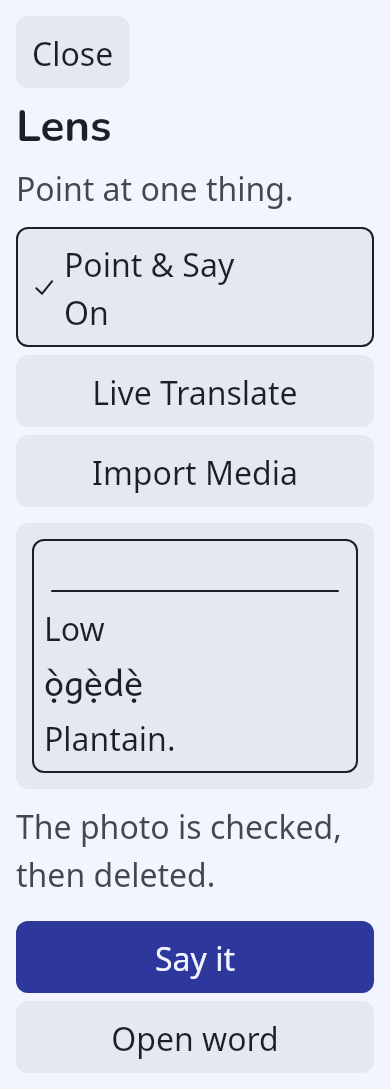 Close
Lens
Point at one thing.
Point & Say
On
Live Translate
Import Media
Low
ọ̀gẹ̀dẹ̀
Plantain.
The photo is checked,
then deleted.
Say it
Open word